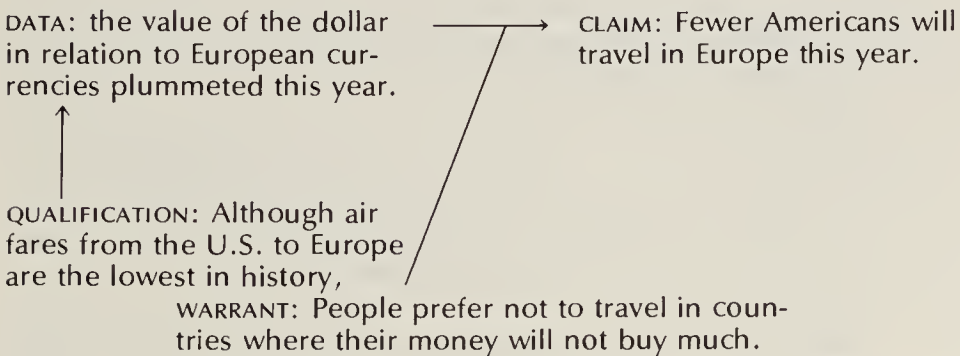 DATA: the value of the dollar
in relation to European cur-
rencies plummeted this year.
CLAIM: Fewer Americans will
travel in Europe this year.
QUALIFICATION: Although air
fares from the U.S. to Europe
are the lowest in history,
WARRANT: People prefer not to travel in coun-
tries where their money will not buy much.